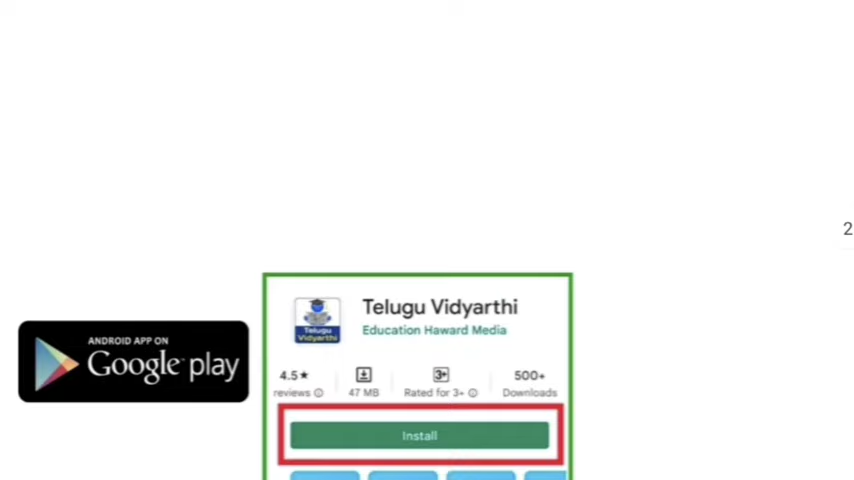 2
Telugu Vidyarthi
Education Haward Media
Telugu
Vidyarthi
ANDROID APP ON
Google play
4.5★ 3+ 500+
reviews 47 MB Rated for 3+ Downloads
Install